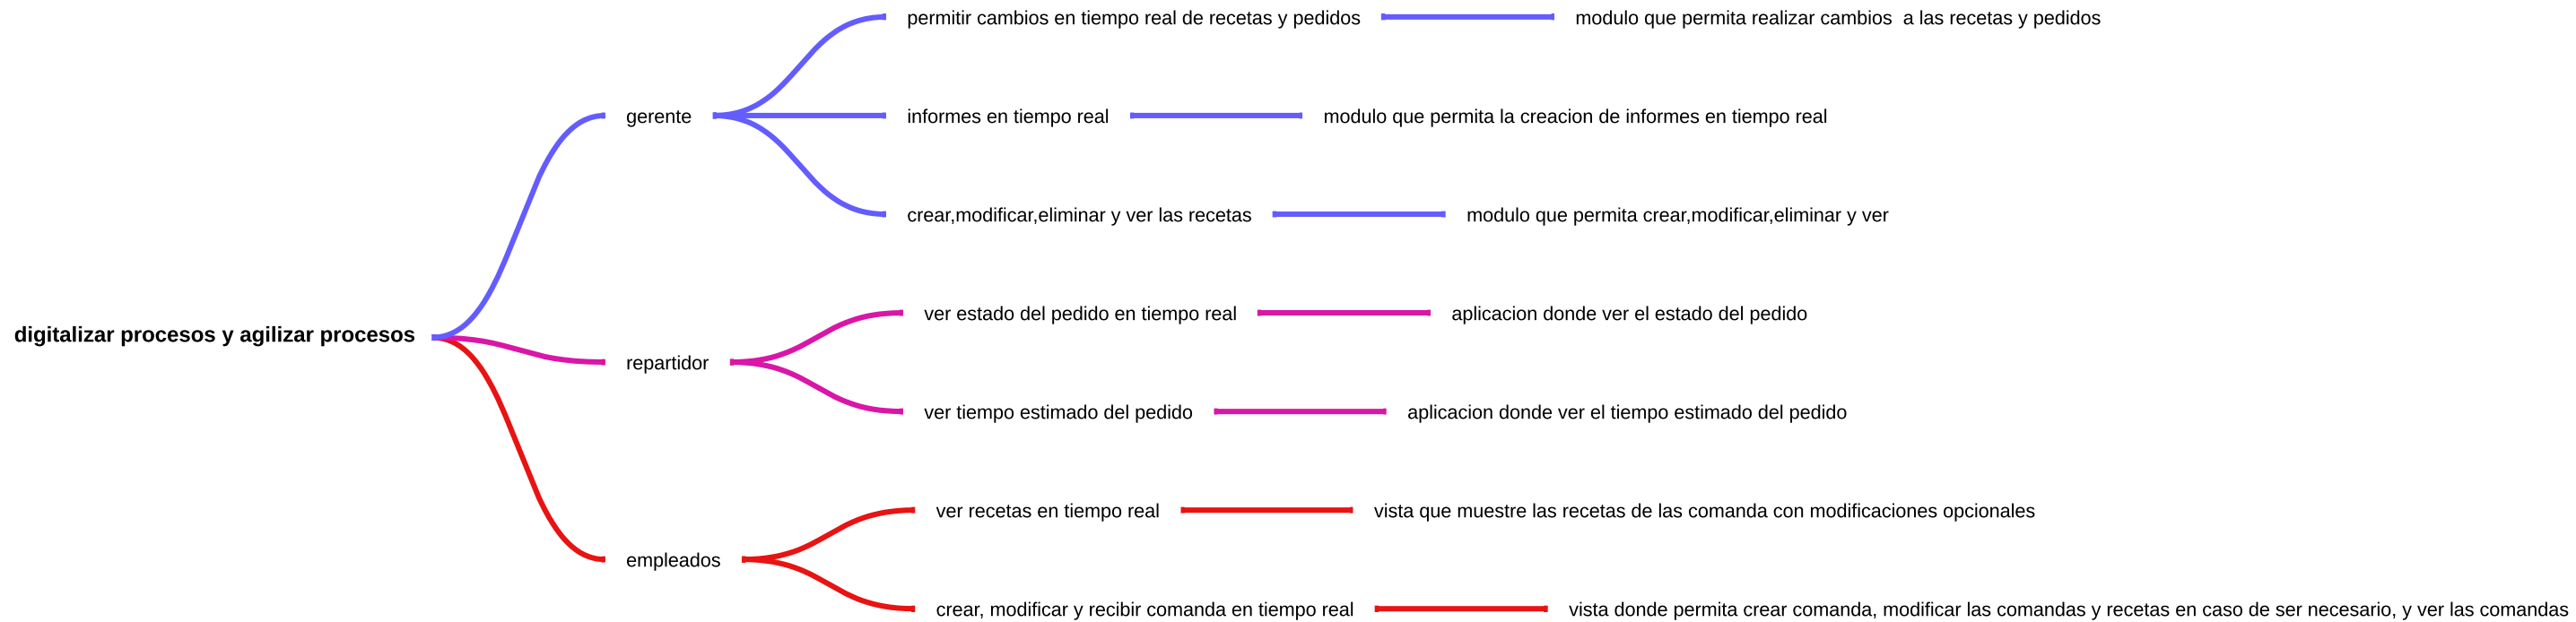 digitalizar procesos y agilizar procesos
gerente
permitir cambios en tiempo real de recetas y pedidos
modulo que permita realizar cambios  a las recetas y pedidos
informes en tiempo real
modulo que permita la creacion de informes en tiempo real
crear,modificar,eliminar y ver las recetas
modulo que permita crear,modificar,eliminar y ver
repartidor
ver estado del pedido en tiempo real
aplicacion donde ver el estado del pedido
ver tiempo estimado del pedido
aplicacion donde ver el tiempo estimado del pedido
empleados
ver recetas en tiempo real
vista que muestre las recetas de las comanda con modificaciones opcionales
crear, modificar y recibir comanda en tiempo real
vista donde permita crear comanda, modificar las comandas y recetas en caso de ser necesario, y ver las comandas